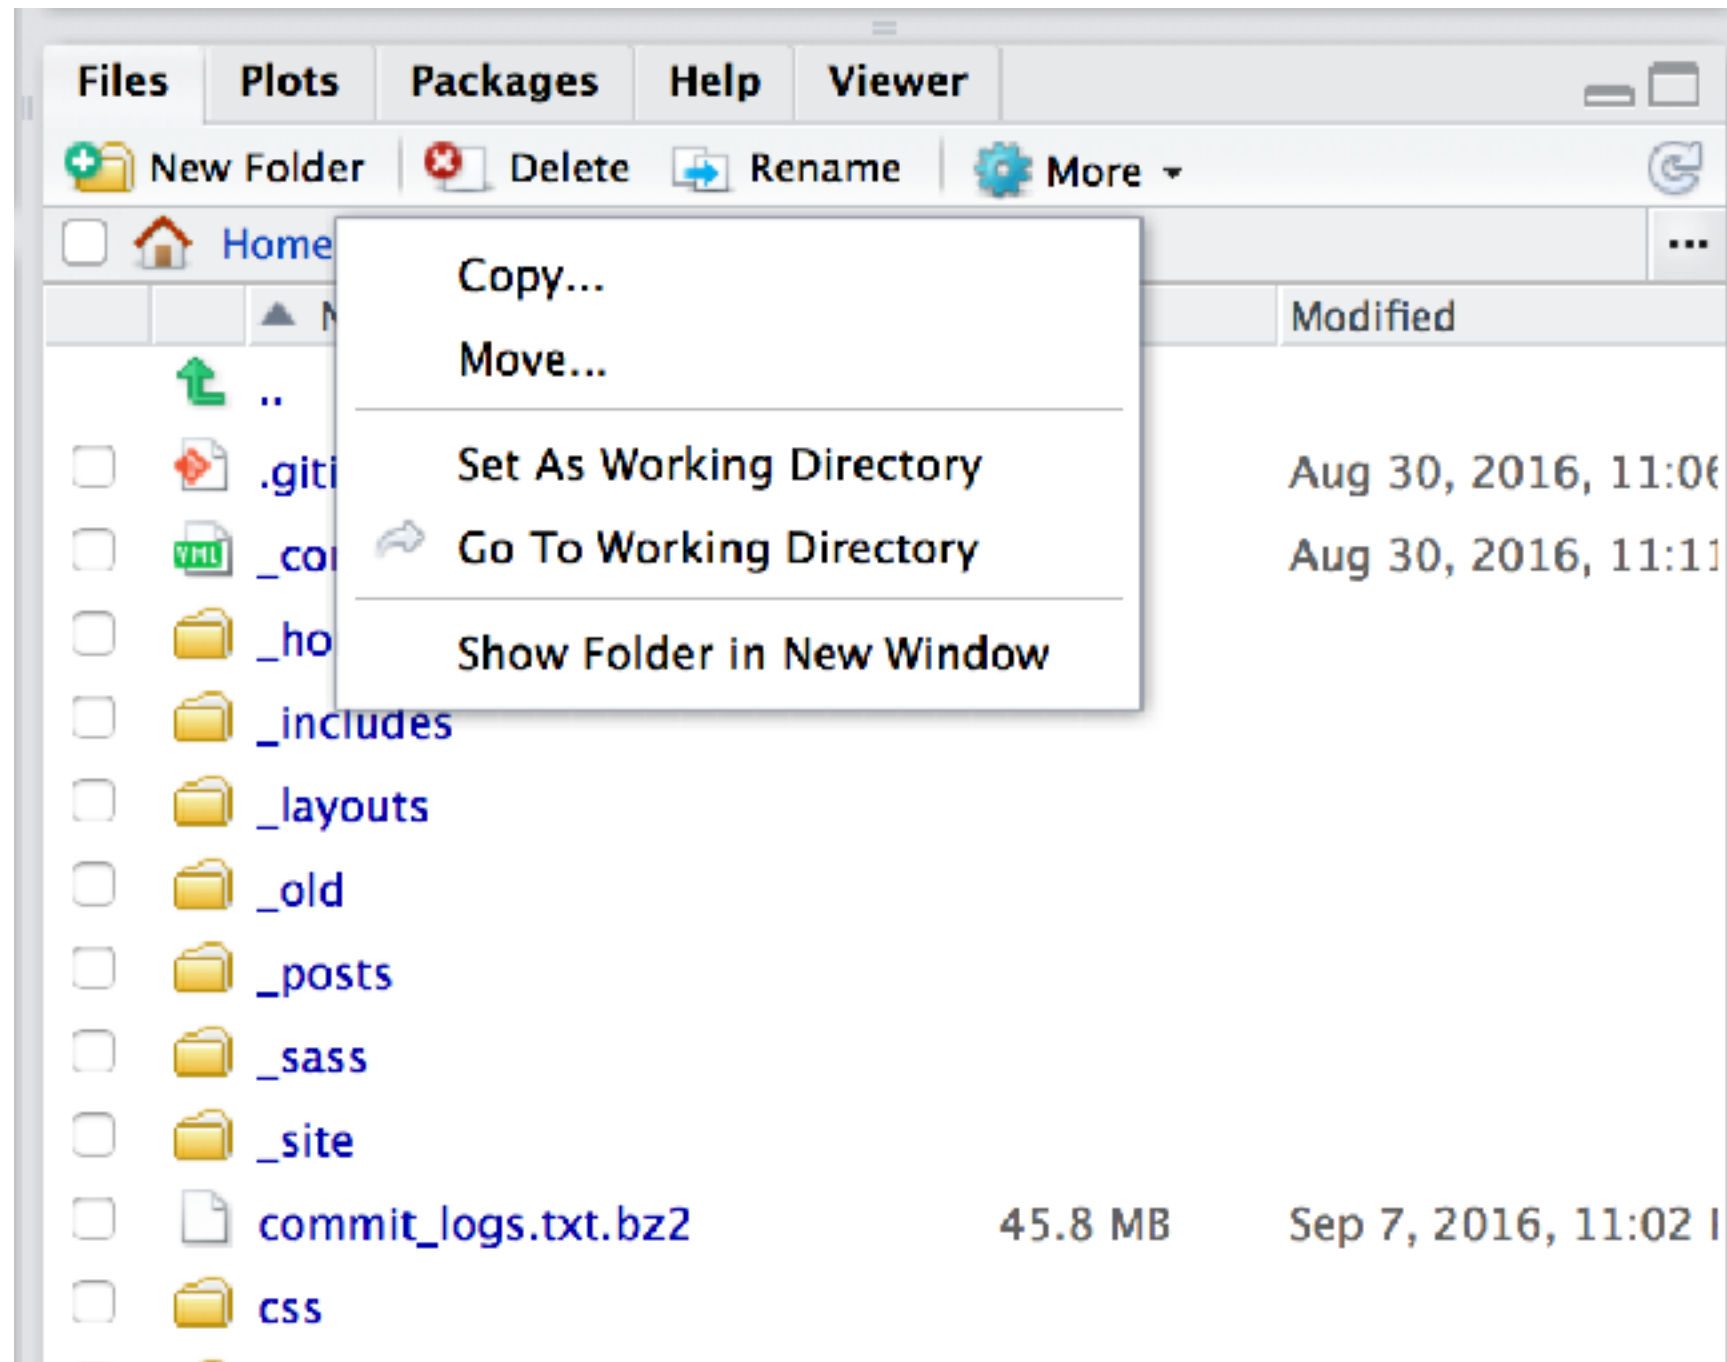 Files Plots Packages Help Viewer
New Folder Delete Rename More
Home
...
Copy...
Modified
Move...
..
Set As Working Directory
Aug 30, 2016, 11:06
Go To Working Directory
YML
Aug 30, 2016, 11:11
Show Folder in New Window
_includes
_layouts
_old
_posts
_sass
_site
commit_logs.txt.bz2 45.8 MB Sep 7, 2016, 11:02
css